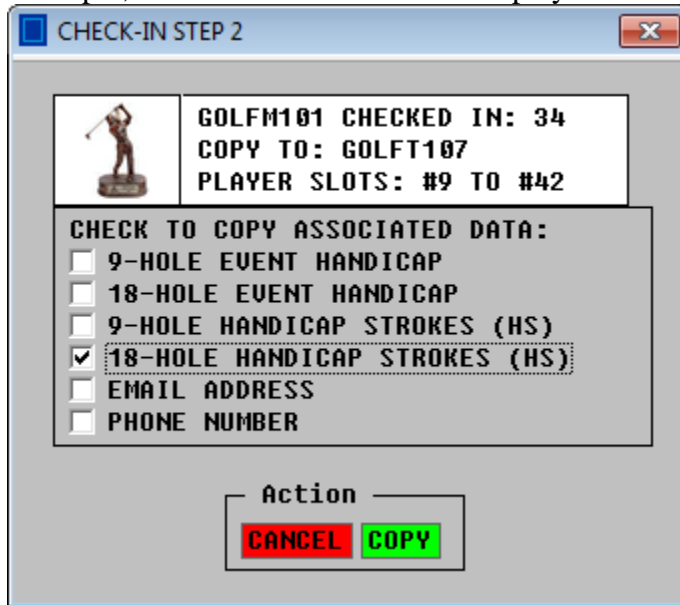 CHECK-IN STEP 2
GOLFM101 CHECKED IN: 34
COPY TO: GOLFT107
PLAYER SLOTS: #9 TO #42
CHECK TO COPY ASSOCIATED DATA:
9-HOLE EVENT HANDICAP
18-HOLE EVENT HANDICAP
9-HOLE HANDICAP STROKES (HS)
18-HOLE HANDICAP STROKES (HS)
EMAIL ADDRESS
PHONE NUMBER
Action
CANCEL COPY